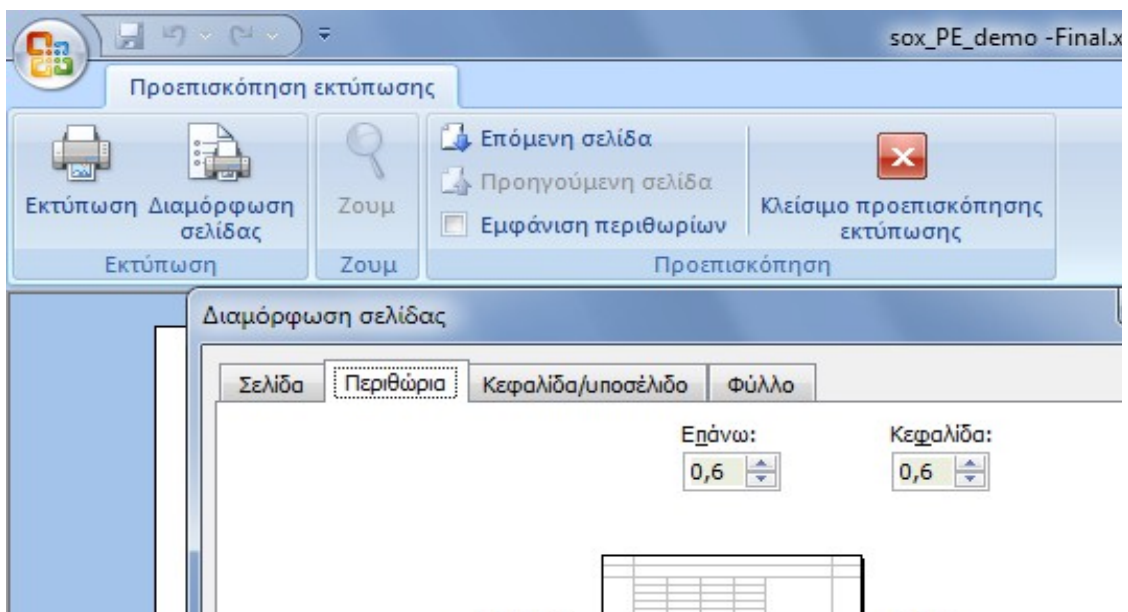 sox_PE_demo -Final.x
Προεπισκόπηση εκτύπωσης
Εκτύπωση
Διαμόρφωση
σελίδας
Εκτύπωση
Ζουμ
Ζουμ
Επόμενη σελίδα
Προηγούμενη σελίδα
Εμφάνιση περιθωρίων
Κλείσιμο προεπισκόπησης
εκτύπωσης
Προεπισκόπηση
Διαμόρφωση σελίδας
Σελίδα Περιθώρια Κεφαλίδα/υποσέλιδο Φύλλο
Επάνω: Κεφαλίδα:
0,6 0,6